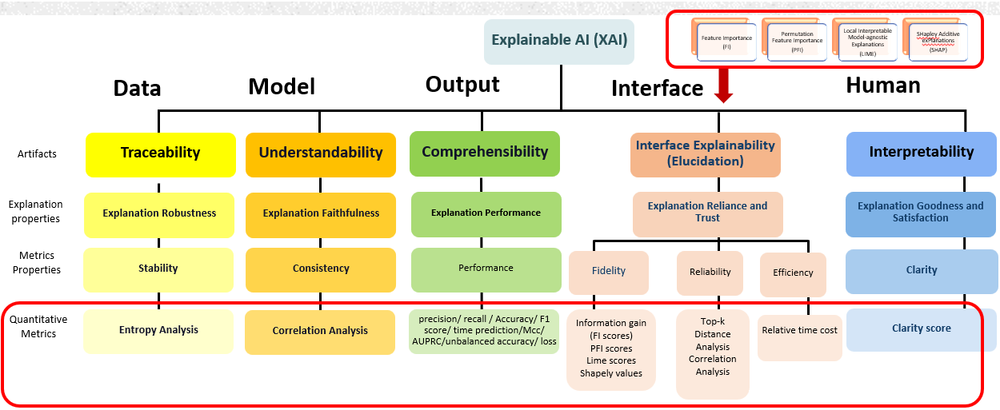 Explainable AI (XAI)
Feature Importance
(FI)
Permutation
Feature Importance
(PFI)
Local Interpretable
Model-agnostic
Explanations
(LIME)
SHapley Additive
exPlanations
(SHAP)
Data
Model
Output
Interface
Human
Artifacts
Traceability
Understandability
Comprehensibility
Interface Explainability
(Elucidation)
Interpretability
Explanation
properties
Explanation Robustness
Explanation Faithfulness
Explanation Performance
Explanation Reliance and
Trust
Explanation Goodness and
Satisfaction
Metrics
Properties
Stability
Consistency
Performance
Fidelity
Reliability
Efficiency
Clarity
Quantitative
Metrics
Entropy Analysis
Correlation Analysis
precision/ recall / Accuracy/ F1
score/ time prediction/Mcc/
AUPRC/unbalanced accuracy/ loss
Information gain
(FI scores)
PFI scores
Lime scores
Shapely values
Top-k
Distance
Analysis
Correlation
Analysis
Relative time cost
Clarity score